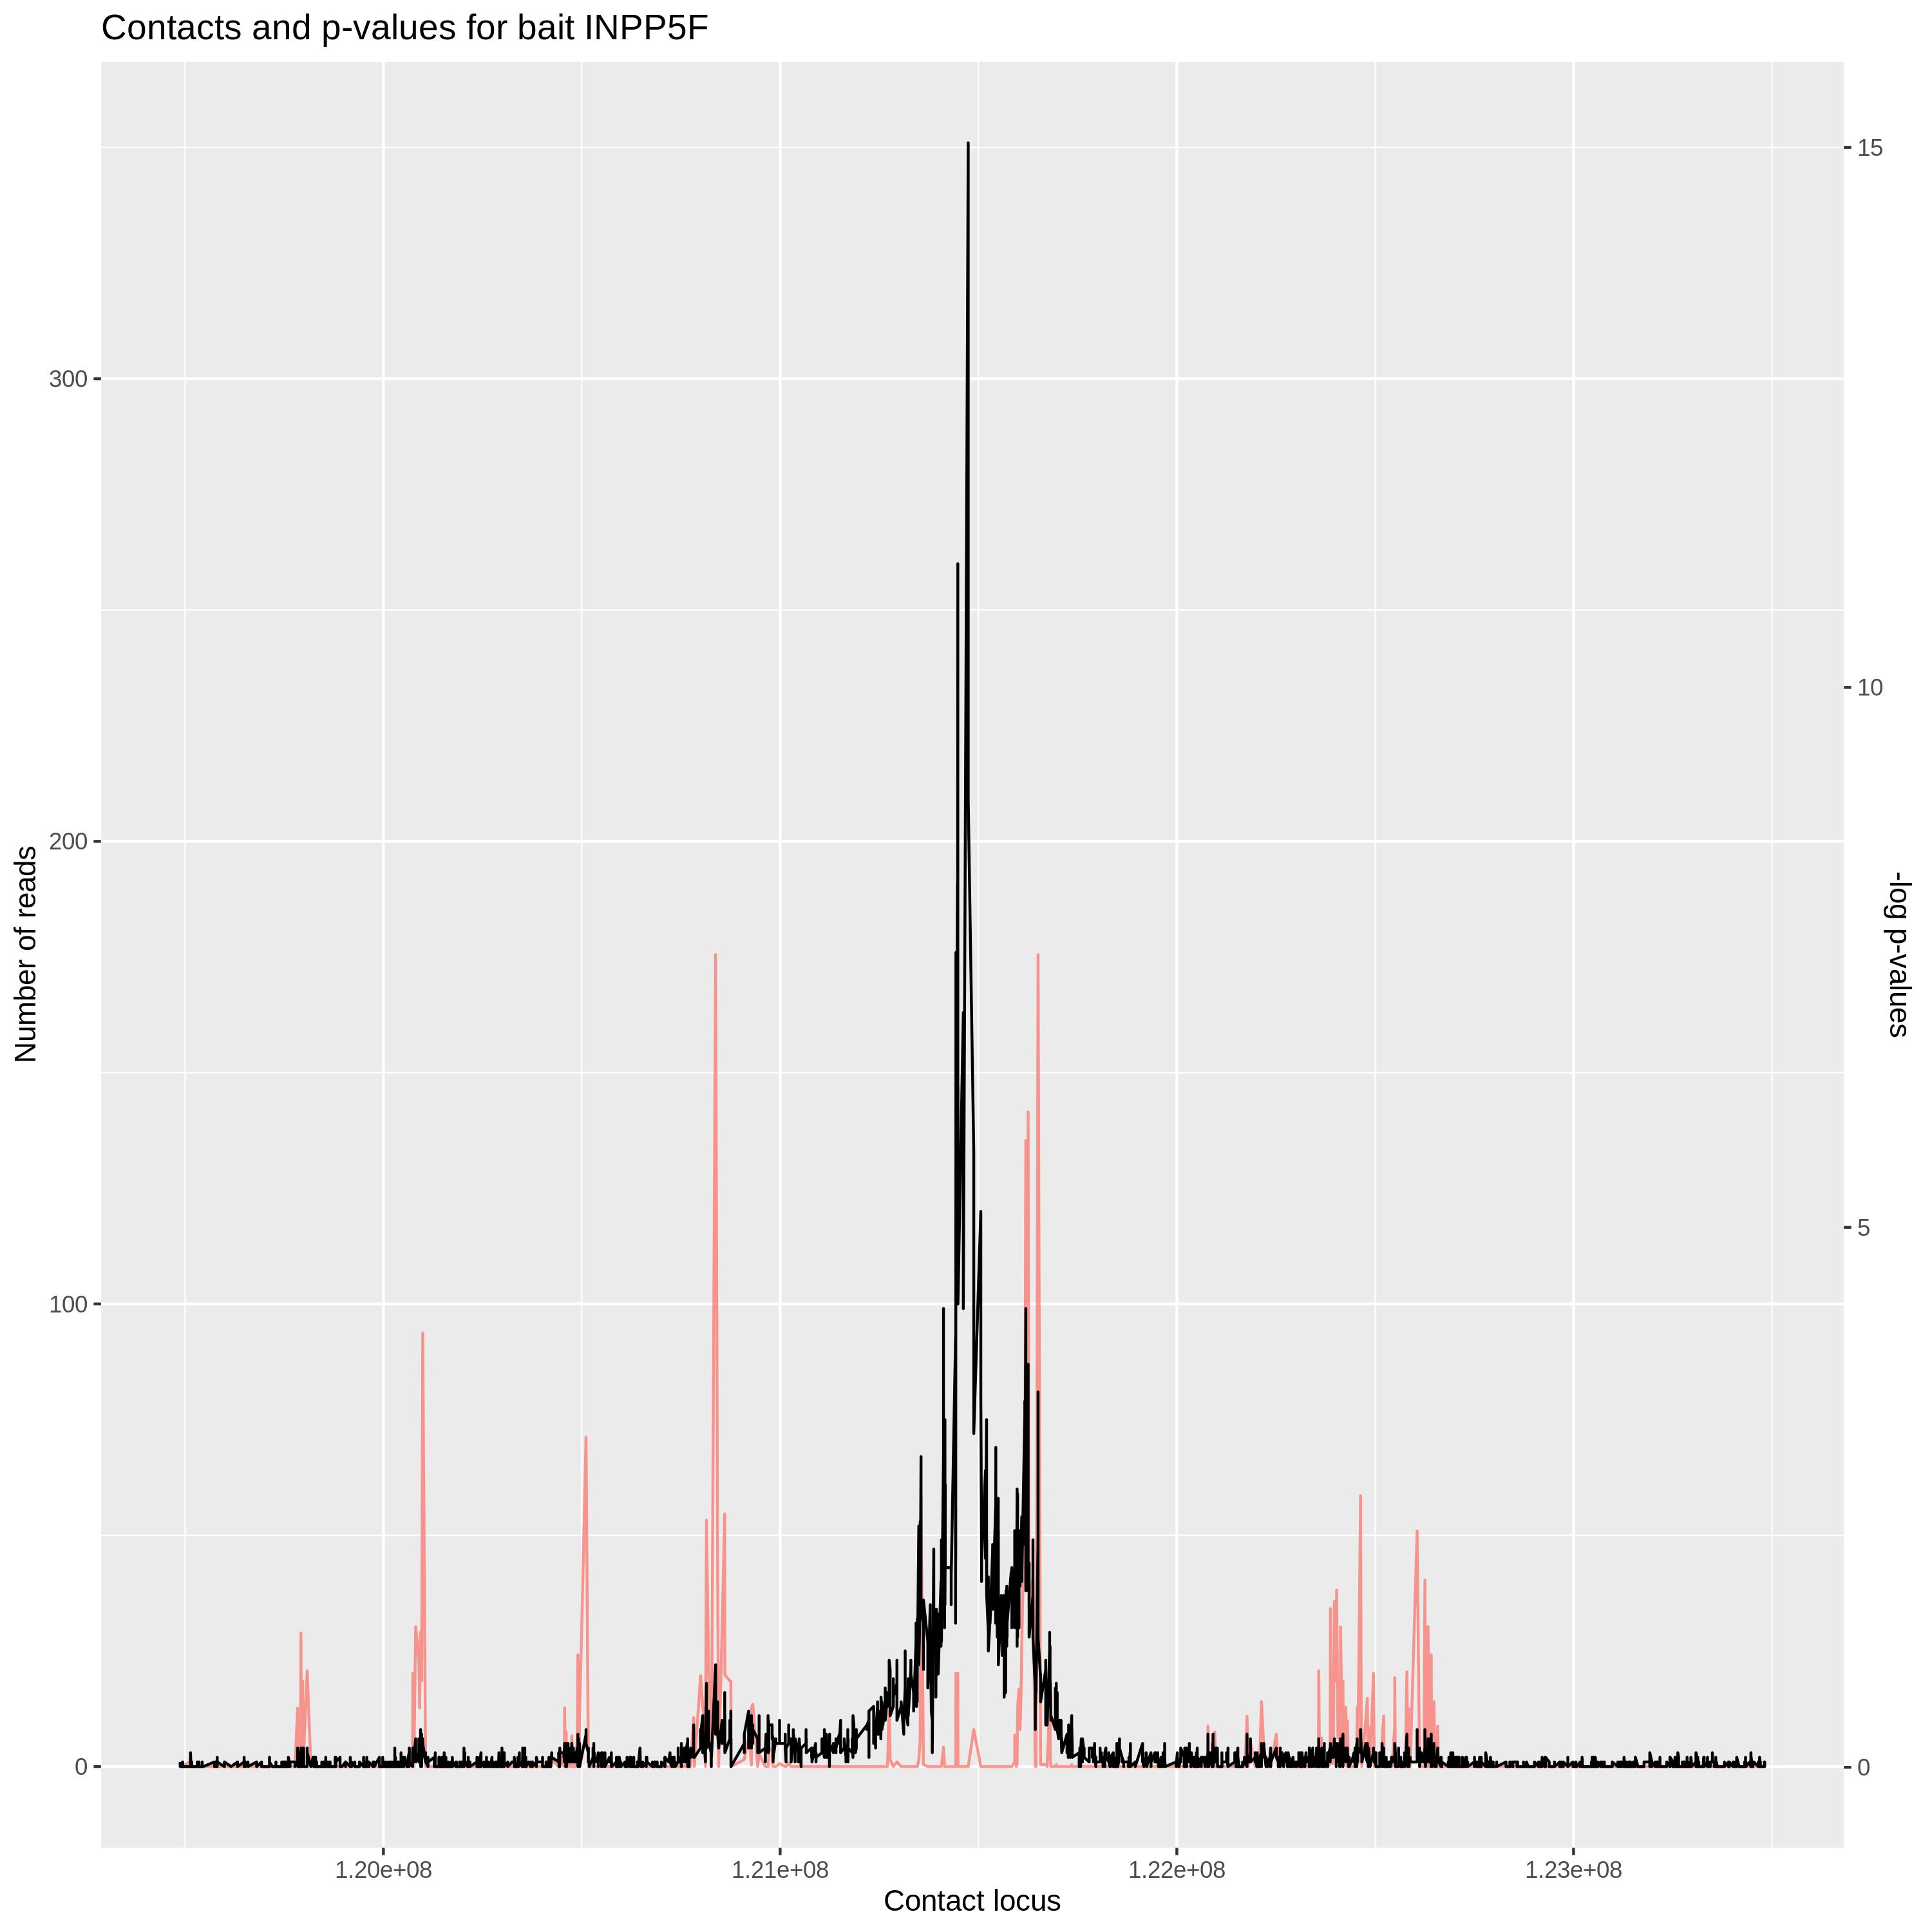 Contacts and p-values for bait INPP5F
300
200
100
0
Number of reads
15
10
5
0
-log p-values
1.20e+08
1.21e+08
1.22e+08
1.23e+08
Contact locus